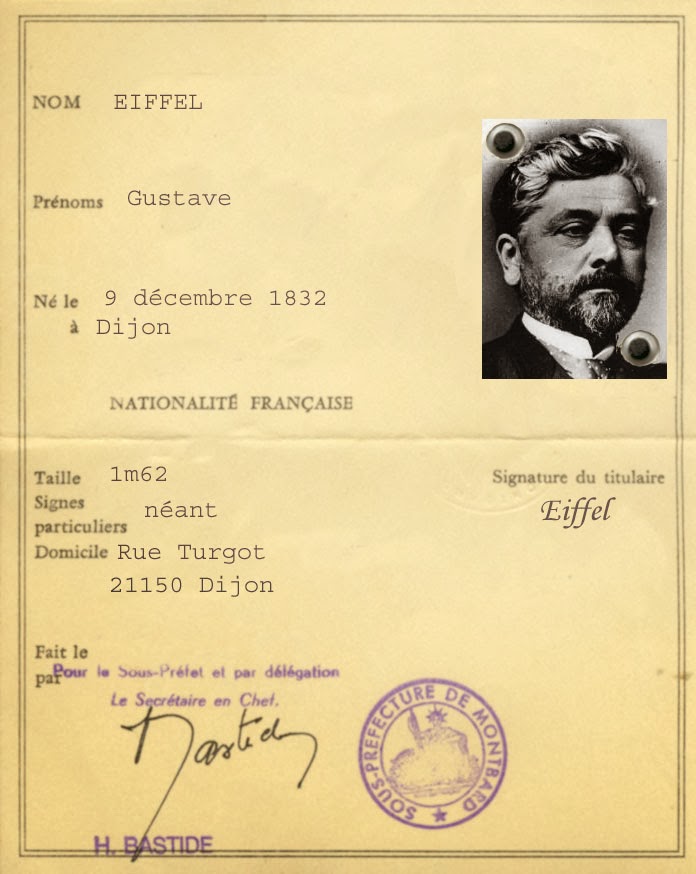 NOM EIFFEL
Prénoms Gustave
Né le 9 décembre 1832
à Dijon
NATIONALITÉ FRANÇAISE
Taille 1m62
Signes
particuliers néant
Domicile Rue Turgot
21150 Dijon
Signature du titulaire
Eiffel
Fait le
par
Pour le Sous-Préfet et par délégation
Le Secrétaire en Chef.
Bastide
H. BASTIDE
SOUS-PREFECTURE DE MONTBARD